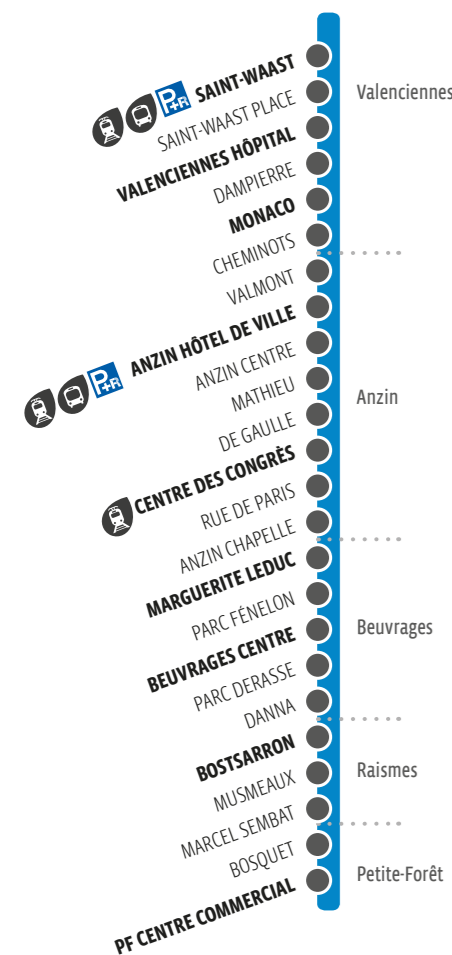 P+R SAINT-WAAST
SAINT-WAAST PLACE
Valenciennes
VALENCIENNES HÔPITAL
DAMPIERRE
MONACO
CHEMINOTS
VALMONT
P+R ANZIN HÔTEL DE VILLE
ANZIN CENTRE
MATHIEU
Anzin
DE GAULLE
CENTRE DES CONGRÈS
RUE DE PARIS
ANZIN CHAPELLE
MARGUERITE LEDUC
PARC FÉNELON
BEUVRAGES CENTRE
Beuvrages
PARC DERASSE
DANNA
BOSTSARRON
MUSMEAUX
Raismes
MARCEL SEMBAT
BOSQUET
PF CENTRE COMMERCIAL
Petite-Forêt